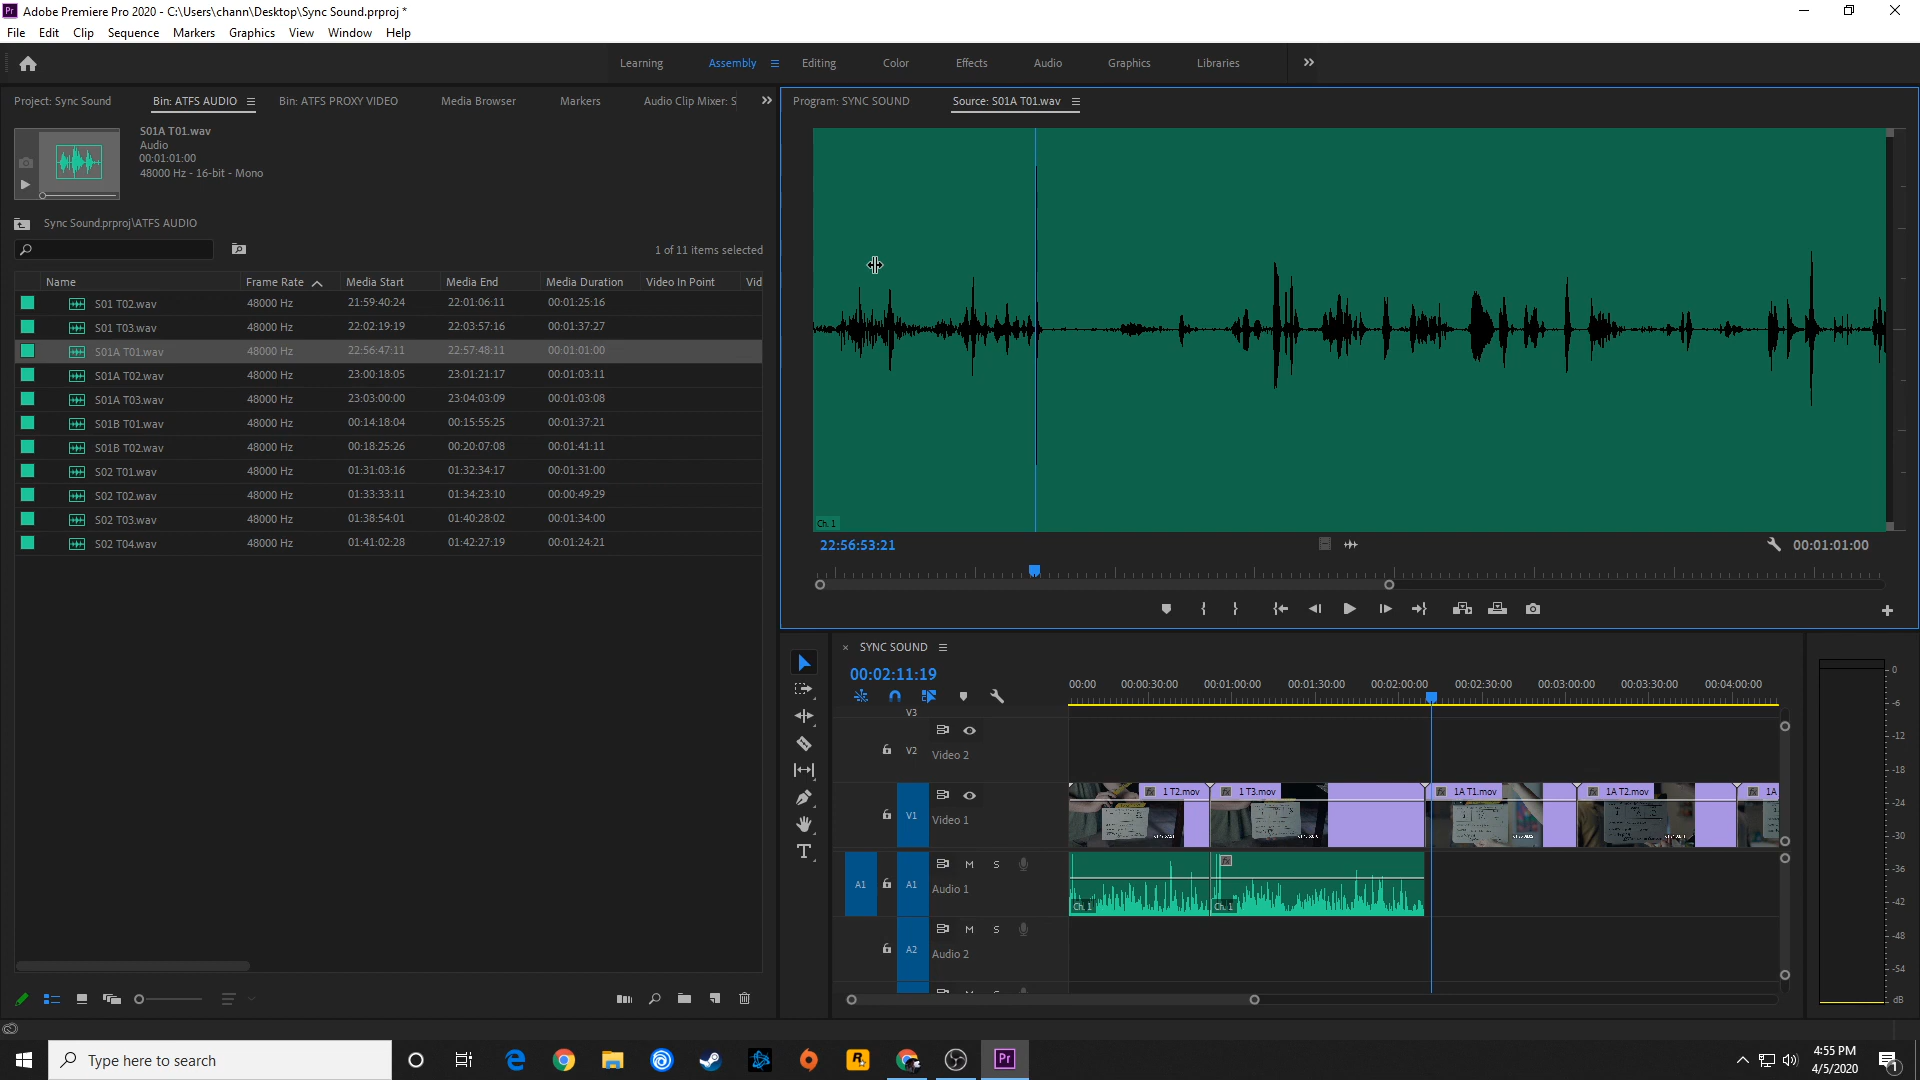 Adobe Premiere Pro 2020 - C:\Users\chann\Desktop\Sync Sound.prproj *
File Edit Clip Sequence Markers Graphics View Window Help
Learning Assembly Editing Color Effects Audio Graphics Libraries
Project: Sync Sound Bin: ATFS AUDIO Bin: ATFS PROXY VIDEO Media Browser Markers Audio Clip Mixer: S
Program: SYNC SOUND Source: S01A T01.wav
S01A T01.wav
Audio
00:01:01:00
48000 Hz - 16-bit - Mono
Sync Sound.prproj\ATFS AUDIO
1 of 11 items selected
Name Frame Rate Media Start Media End Media Duration Video In Point Vid
S01 T02.wav 48000 Hz 21:59:40:24 22:01:06:11 00:01:25:16
S01 T03.wav 48000 Hz 22:02:19:19 22:03:57:16 00:01:37:27
S01A T01.wav 48000 Hz 22:56:47:11 22:57:48:11 00:01:01:00
S01A T02.wav 48000 Hz 23:00:18:05 23:01:21:17 00:01:03:11
S01A T03.wav 48000 Hz 23:03:00:00 23:04:03:09 00:01:03:08
S01B T01.wav 48000 Hz 00:14:18:04 00:15:55:25 00:01:37:21
S01B T02.wav 48000 Hz 00:18:25:26 00:20:07:08 00:01:41:11
S02 T01.wav 48000 Hz 01:31:03:16 01:32:34:17 00:01:31:00
S02 T02.wav 48000 Hz 01:33:33:11 01:34:23:10 00:00:49:29
S02 T03.wav 48000 Hz 01:38:54:01 01:40:28:02 00:01:34:00
S02 T04.wav 48000 Hz 01:41:02:28 01:42:27:19 00:01:24:21
Ch. 1
22:56:53:21 00:01:01:00
SYNC SOUND
00:02:11:19
00:00 00:00:30:00 00:01:00:00 00:01:30:00 00:02:00:00 00:02:30:00 00:03:00:00 00:03:30:00 00:04:00:00
V3
V2 Video 2
V1 Video 1
1 T2.mov 1 T3.mov 1A T1.mov 1A T2.mov 1A
A1 A1 M S
Audio 1
Ch. 1 Ch. 1
A2 M S
Audio 2
M S
0
-6
-12
-18
-24
-30
-36
-42
-48
-54
dB
Type here to search
4:55 PM
4/5/2020
1